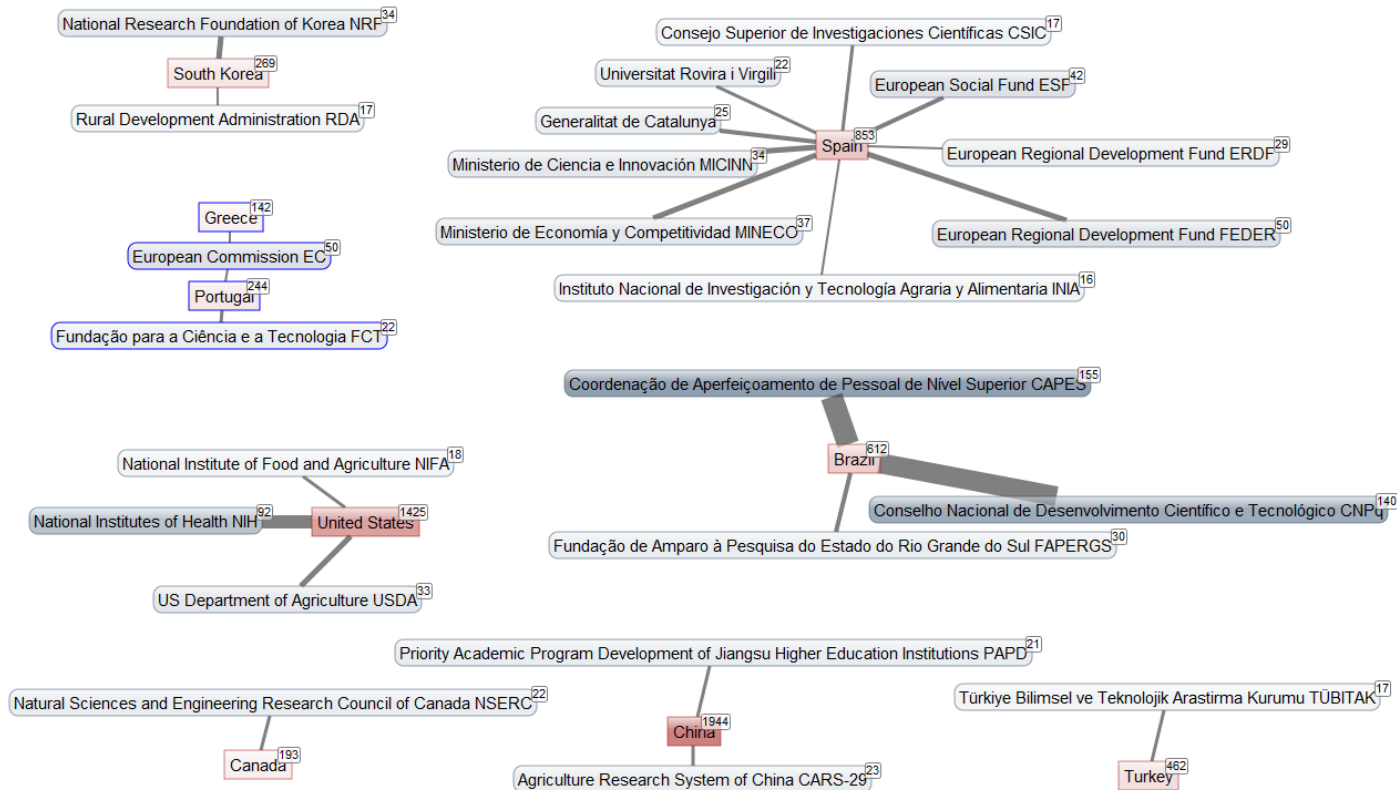 National Research Foundation of Korea NRF 34
South Korea 269
Rural Development Administration RDA 17
Consejo Superior de Investigaciones Científicas CSIC 17
Universitat Rovira i Virgili 22
European Social Fund ESF 42
Generalitat de Catalunya 25
Spain 853
Ministerio de Ciencia e Innovación MICINN 34
European Regional Development Fund ERDF 29
Ministerio de Economía y Competitividad MINECO 37
European Regional Development Fund FEDER 50
Instituto Nacional de Investigación y Tecnología Agraria y Alimentaria INIA 16
Greece 142
European Commission EC 50
Portugal 244
Fundação para a Ciência e a Tecnologia FCT 22
Coordenação de Aperfeiçoamento de Pessoal de Nível Superior CAPES 155
Brazil 612
Conselho Nacional de Desenvolvimento Científico e Tecnológico CNPq 140
Fundação de Amparo à Pesquisa do Estado do Rio Grande do Sul FAPERGS 30
National Institute of Food and Agriculture NIFA 18
National Institutes of Health NIH 92
United States 1425
US Department of Agriculture USDA 33
Priority Academic Program Development of Jiangsu Higher Education Institutions PAPD 21
Natural Sciences and Engineering Research Council of Canada NSERC 22
China 1944
Canada 193
Agriculture Research System of China CARS-29 23
Türkiye Bilimsel ve Teknolojik Arastirma Kurumu TÜBITAK 17
Turkey 462